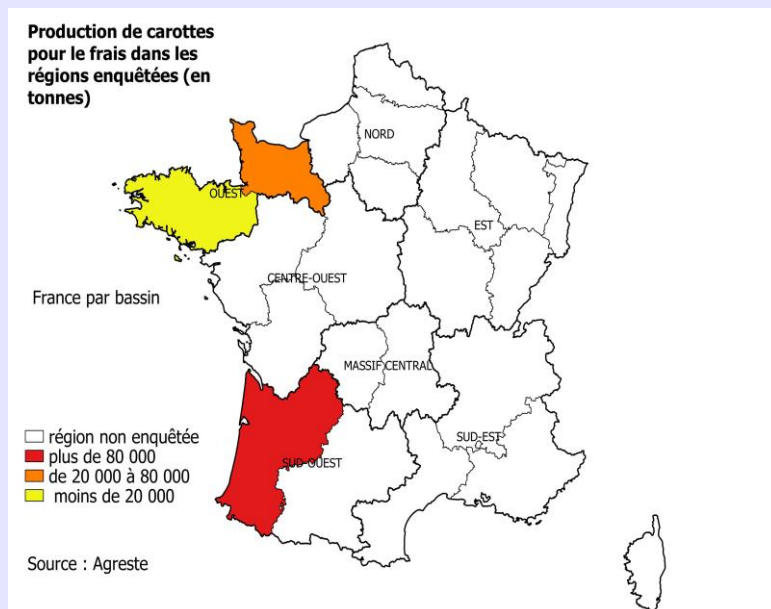 Production de carottes
pour le frais dans les
régions enquêtées (en
tonnes)
NORD
OUEST
EST
CENTRE-OUEST
France par bassin
MASSIF CENTRAL
SUD-EST
SUD-OUEST
région non enquêtée
plus de 80 000
de 20 000 à 80 000
moins de 20 000
Source : Agreste